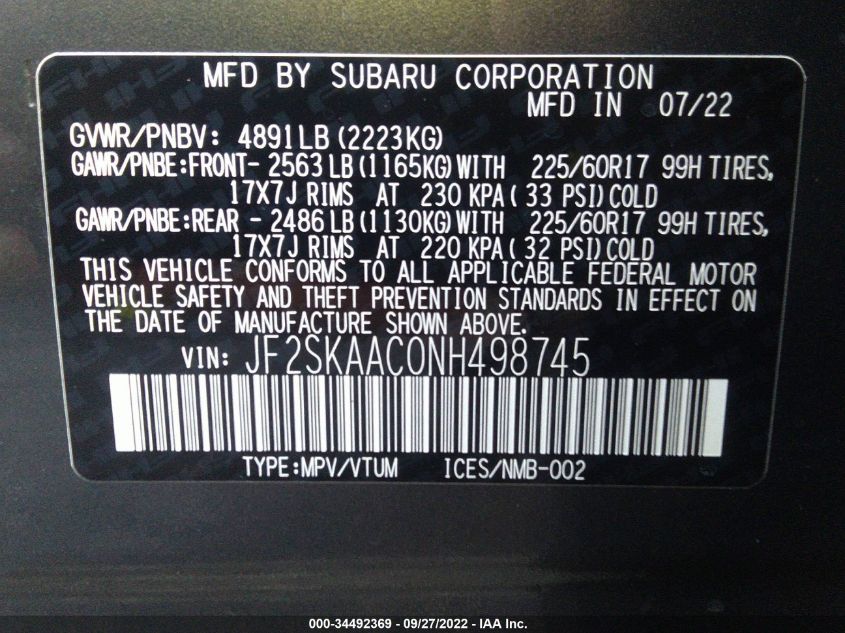 MFD BY SUBARU CORPORATION
MFD IN 07/22
GVWR/PNBV: 4891LB (2223KG)
GAWR/PNBE:FRONT- 2563 LB (1165KG) WITH 225/60R17 99H TIRES,
17X7J RIMS AT 230 KPA ( 33 PSI) COLD
GAWR/PNBE:REAR - 2486 LB (1130KG) WITH 225/60R17 99H TIRES,
17X7J RIMS AT 220 KPA ( 32 PSI) COLD
THIS VEHICLE CONFORMS TO ALL APPLICABLE FEDERAL MOTOR
VEHICLE SAFETY AND THEFT PREVENTION STANDARDS IN EFFECT ON
THE DATE OF MANUFACTURE SHOWN ABOVE.
VIN: JF2SKAAC0NH498745
TYPE:MPV/VTUM ICES/NMB-002
000-34492369 - 09/27/2022 - IAA Inc.